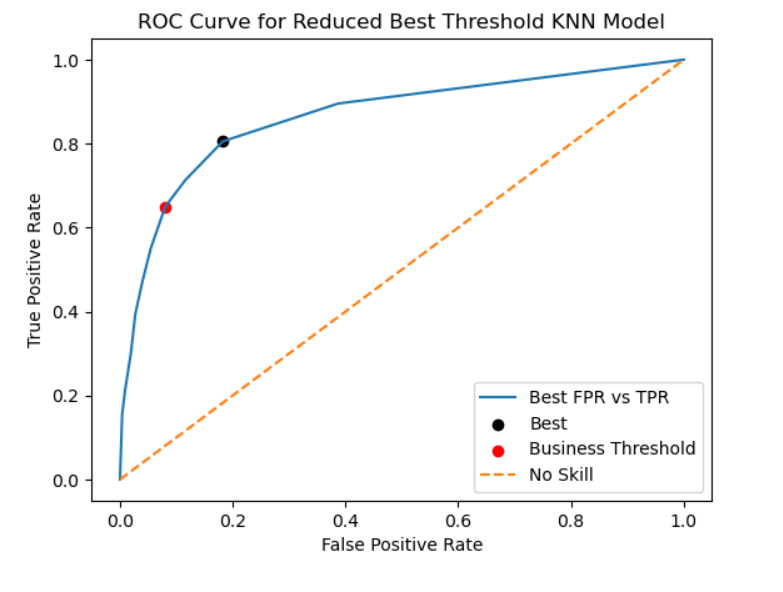 ROC Curve for Reduced Best Threshold KNN Model
True Positive Rate
1.0
0.8
0.6
0.4
0.2
0.0
Best FPR vs TPR
Best
Business Threshold
No Skill
0.0 0.2 0.4 0.6 0.8 1.0
False Positive Rate